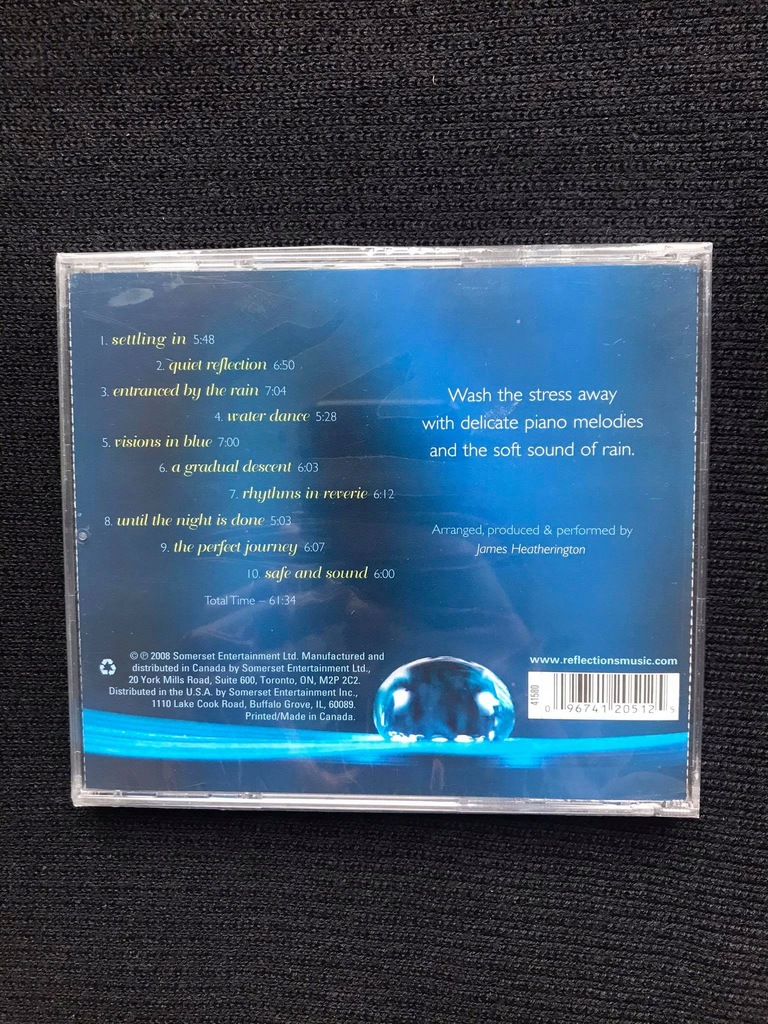 1. settling in 5:48
2. quiet reflection 6:50
3. entranced by the rain 7:04
4. water dance 5:28
5. visions in blue 7:00
6. a gradual descent 6:03
7. rhythms in reverie 6:12
8. until the night is done 5:03
9. the perfect journey 6:07
10. safe and sound 6:00
Total Time – 61:34
Wash the stress away
with delicate piano melodies
and the soft sound of rain.
Arranged, produced & performed by
James Heatherington
© ℗ 2008 Somerset Entertainment Ltd. Manufactured and
distributed in Canada by Somerset Entertainment Ltd.,
20 York Mills Road, Suite 600, Toronto, ON, M2P 2C2.
Distributed in the U.S.A. by Somerset Entertainment Inc.,
1110 Lake Cook Road, Buffalo Grove, IL, 60089.
Printed/Made in Canada.
www.reflectionsmusic.com
41580
0 96741 20512 5